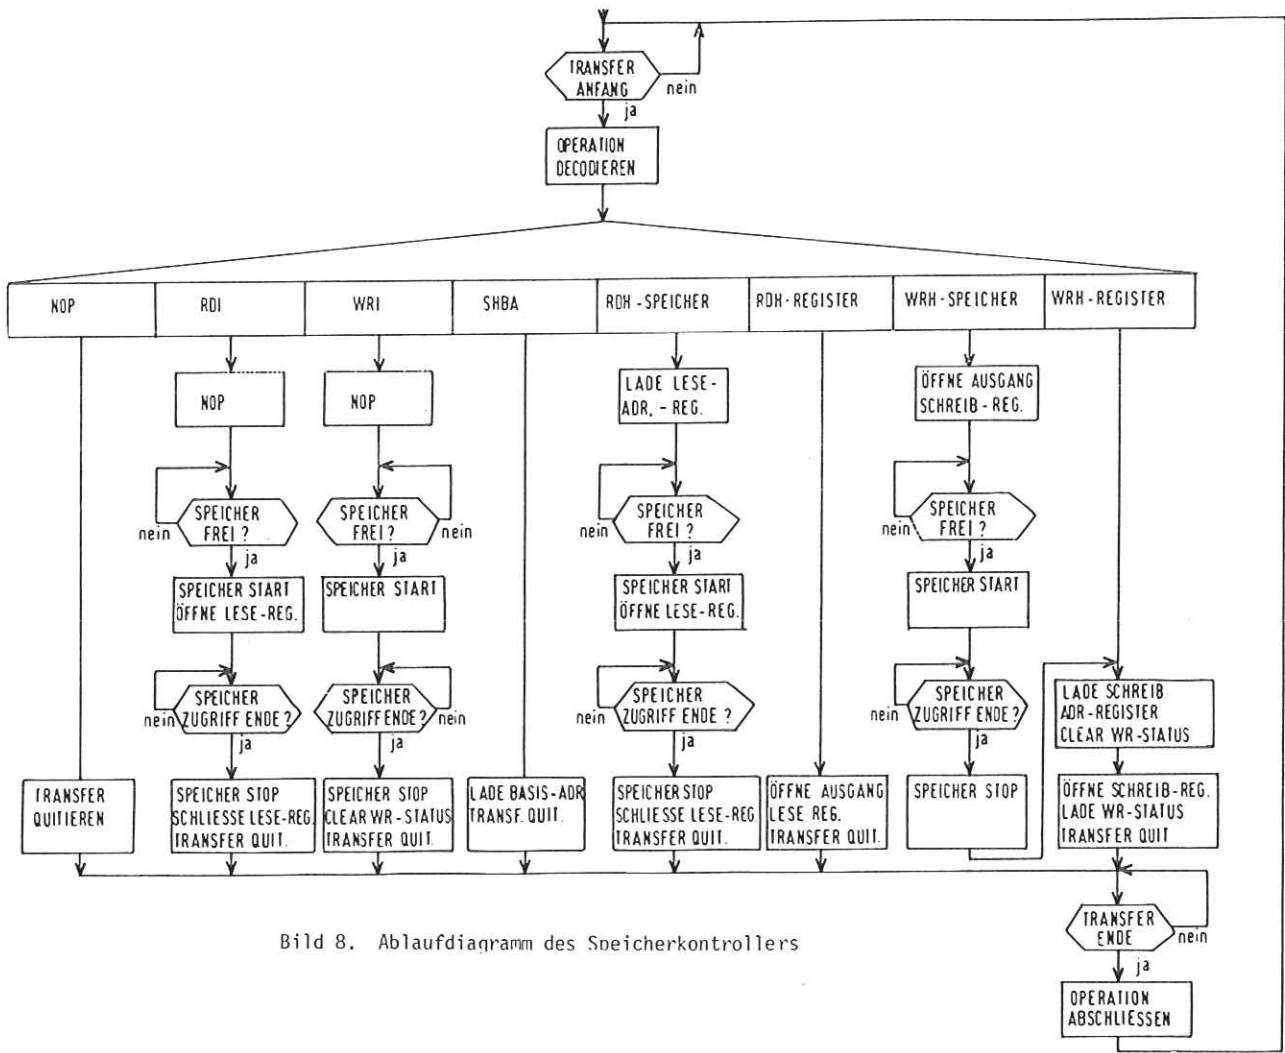 TRANSFER
ANFANG
nein
ja
OPERATION
DECODIEREN
NOP
RDI
WRI
SHBA
RDH-SPEICHER
RDH-REGISTER
WRH-SPEICHER
WRH-REGISTER
NOP
NOP
LADE LESE-
ADR.-REG.
ÖFFNE AUSGANG
SCHREIB-REG.
SPEICHER
FREI?
nein
ja
SPEICHER
FREI?
nein
ja
SPEICHER
FREI?
nein
ja
SPEICHER
FREI?
nein
ja
SPEICHER START
ÖFFNE LESE-REG.
SPEICHER START
SPEICHER START
ÖFFNE LESE-REG.
SPEICHER START
SPEICHER
ZUGRIFF ENDE?
nein
ja
SPEICHER
ZUGRIFF ENDE?
nein
ja
SPEICHER
ZUGRIFF ENDE?
nein
ja
SPEICHER
ZUGRIFF ENDE?
nein
ja
LADE SCHREIB
ADR-REGISTER
CLEAR WR-STATUS
TRANSFER
QUITIEREN
SPEICHER STOP
SCHLIESSE LESE-REG.
TRANSFER QUIT.
SPEICHER STOP
CLEAR WR-STATUS
TRANSFER QUIT.
LADE BASIS-ADR
TRANSF. QUIT.
SPEICHER STOP
SCHLIESSE LESE-REG.
TRANSFER QUIT.
ÖFFNE AUSGANG
LESE REG.
TRANSFER QUIT.
SPEICHER STOP
ÖFFNE SCHREIB-REG.
LADE WR-STATUS
TRANSFER QUIT
TRANSFER
ENDE
nein
ja
OPERATION
ABSCHLIESSEN
Bild 8. Ablaufdiagramm des Speicherkontrollers